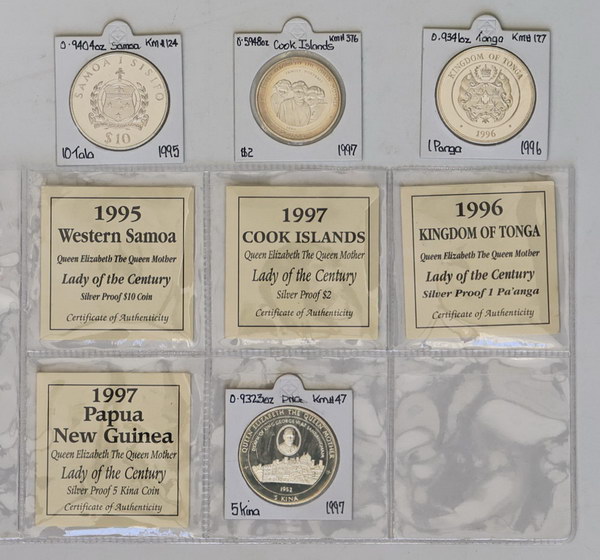 0.9404oz Samoa KM#124
SAMOA I SISIFO
$10
10 Tala 1995
0.5948oz Cook Islands KM#376
$2 1997
0.9341oz Tonga KM# 177
KINGDOM OF TONGA
1996
1 Panga 1996
1995
Western Samoa
Queen Elizabeth The Queen Mother
Lady of the Century
Silver Proof $10 Coin
Certificate of Authenticity
1997
COOK ISLANDS
Queen Elizabeth The Queen Mother
Lady of the Century
Silver Proof $2
Certificate of Authenticity
1996
KINGDOM OF TONGA
Queen Elizabeth The Queen Mother
Lady of the Century
Silver Proof 1 Pa'anga
Certificate of Authenticity
1997
Papua
New Guinea
Queen Elizabeth The Queen Mother
Lady of the Century
Silver Proof 5 Kina Coin
Certificate of Authenticity
KM#47
QUEEN ELIZABETH THE QUEEN MOTHER
1952
5 KINA
5 Kina 1997